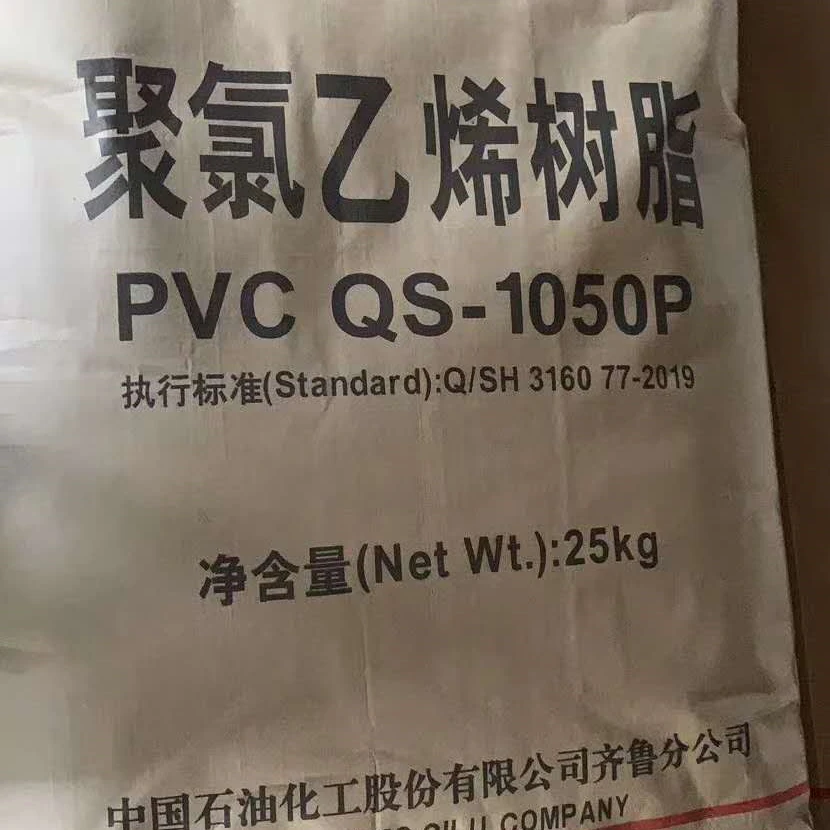 聚氯乙烯树脂
PVC QS-1050P
执行标准(Standard):Q/SH 3160 77-2019
净含量(Net Wt.):25kg
中国石油化工股份有限公司齐鲁分公司
QILU COMPANY